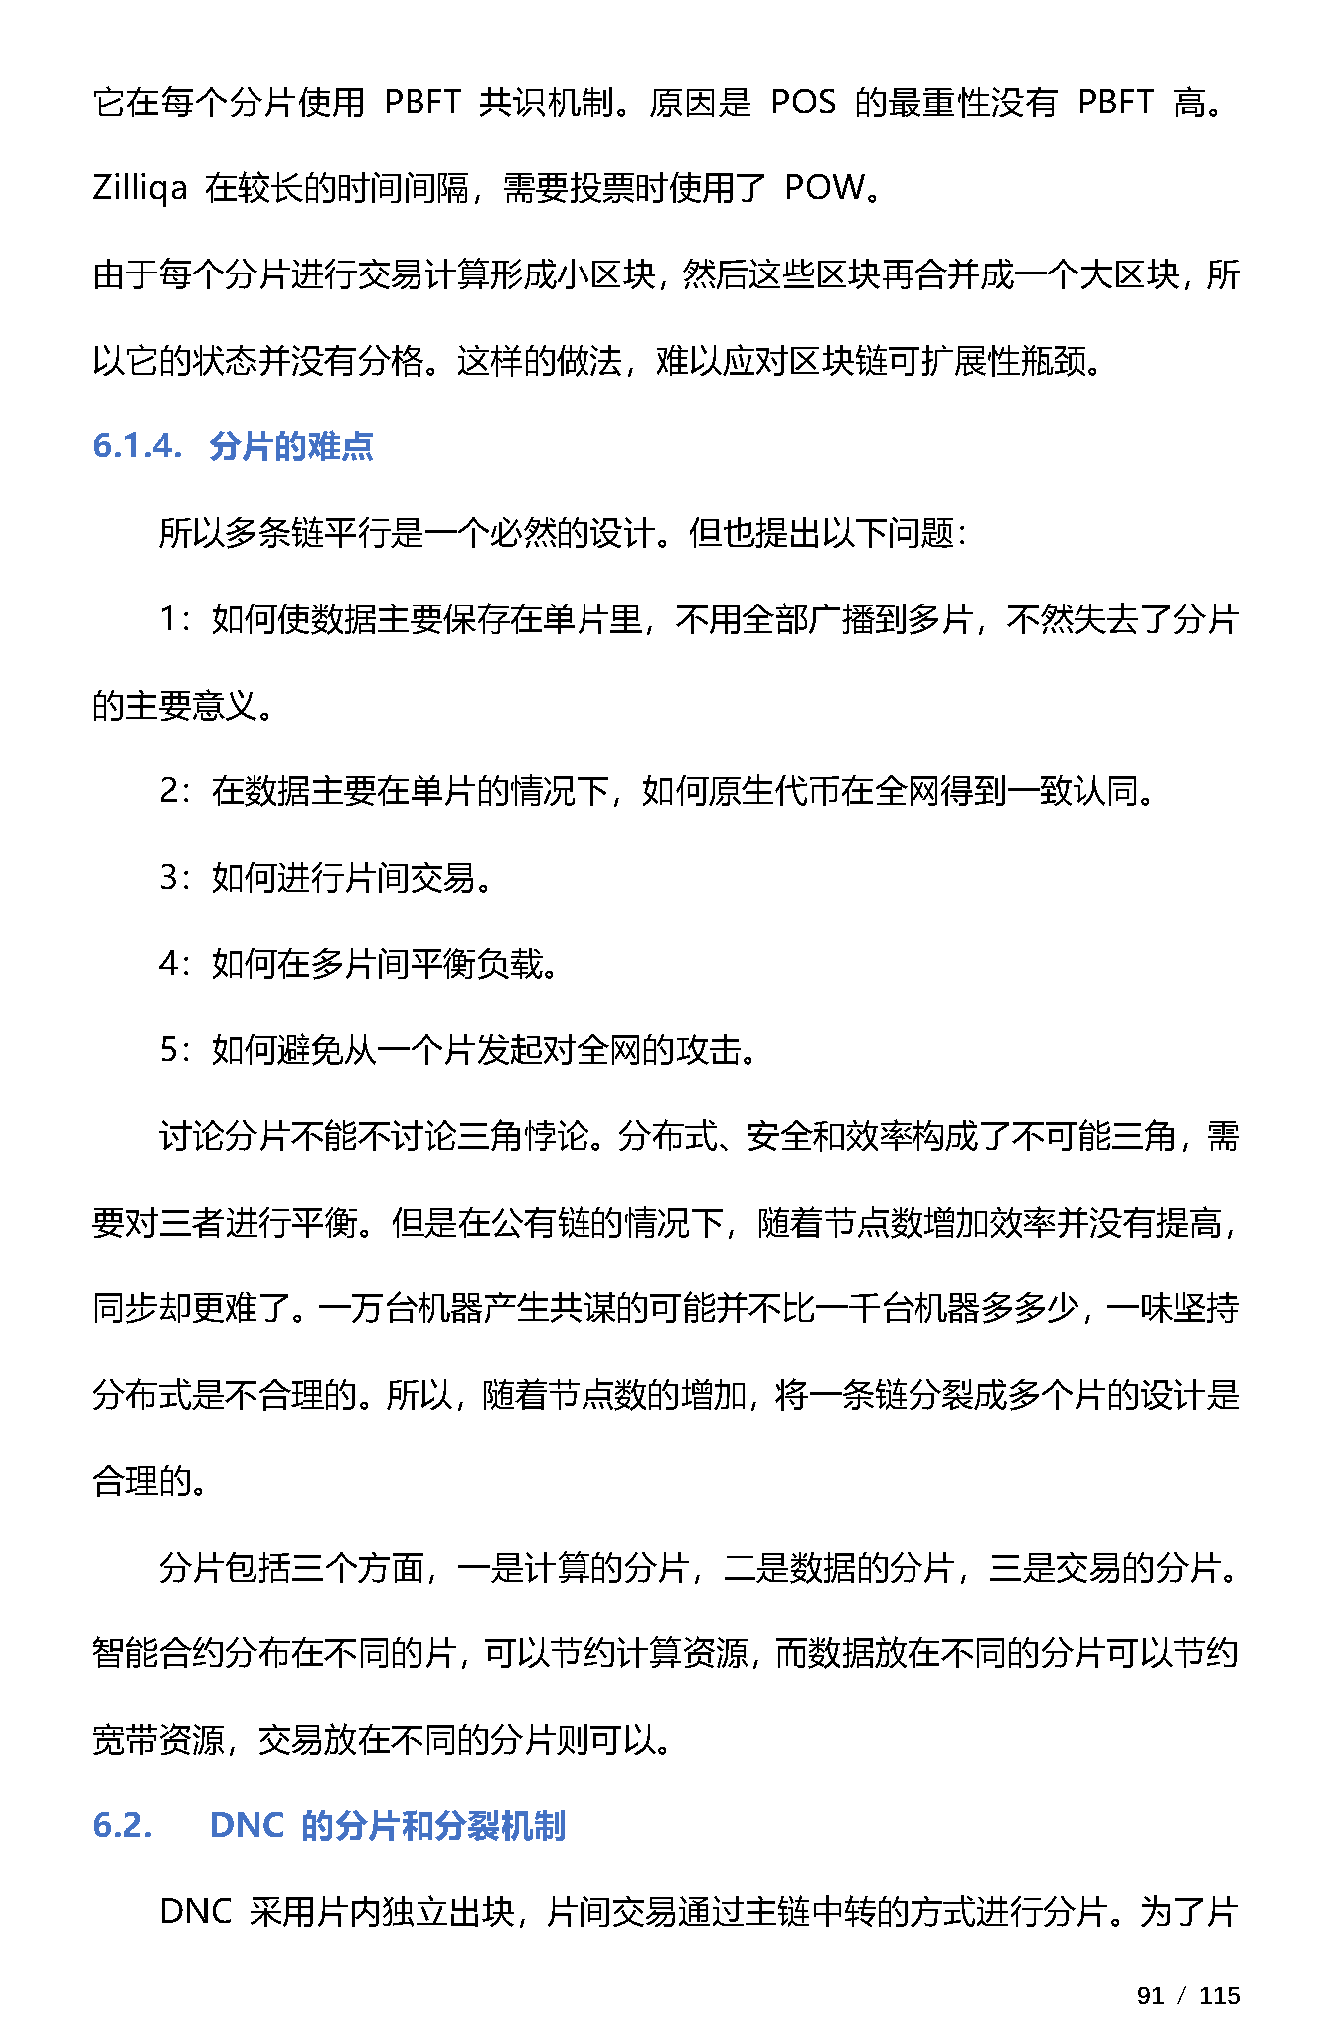 它在每个分片使用 PBFT 共识机制。原因是 POS 的最重性没有 PBFT 高。
Zilliqa 在较长的时间间隔，需要投票时使用了 POW。
由于每个分片进行交易计算形成小区块，然后这些区块再合并成一个大区块，所
以它的状态并没有分格。这样的做法，难以应对区块链可扩展性瓶颈。
6.1.4. 分片的难点
所以多条链平行是一个必然的设计。但也提出以下问题：
1：如何使数据主要保存在单片里，不用全部广播到多片，不然失去了分片
的主要意义。
2：在数据主要在单片的情况下，如何原生代币在全网得到一致认同。
3：如何进行片间交易。
4：如何在多片间平衡负载。
5：如何避免从一个片发起对全网的攻击。
讨论分片不能不讨论三角悖论。分布式、安全和效率构成了不可能三角，需
要对三者进行平衡。但是在公有链的情况下，随着节点数增加效率并没有提高，
同步却更难了。一万台机器产生共谋的可能并不比一千台机器多多少，一味坚持
分布式是不合理的。所以，随着节点数的增加，将一条链分裂成多个片的设计是
合理的。
分片包括三个方面，一是计算的分片，二是数据的分片，三是交易的分片。
智能合约分布在不同的片，可以节约计算资源，而数据放在不同的分片可以节约
宽带资源，交易放在不同的分片则可以。
6.2. DNC 的分片和分裂机制
DNC 采用片内独立出块，片间交易通过主链中转的方式进行分片。为了片
91 / 115